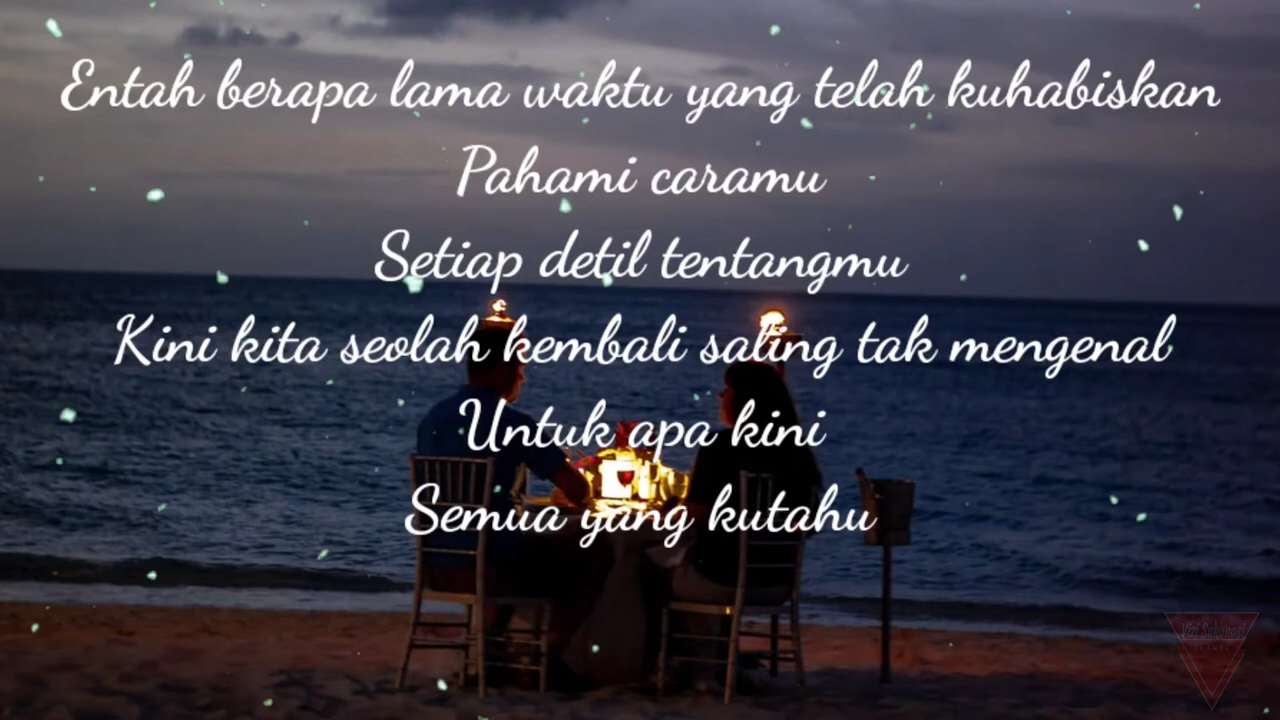 Entah berapa lama waktu yang telah kuhabiskan
Pahami caramu
Setiap detil tentangmu
Kini kita seolah kembali saling tak mengenal
Untuk apa kini
Semua yang kutahu